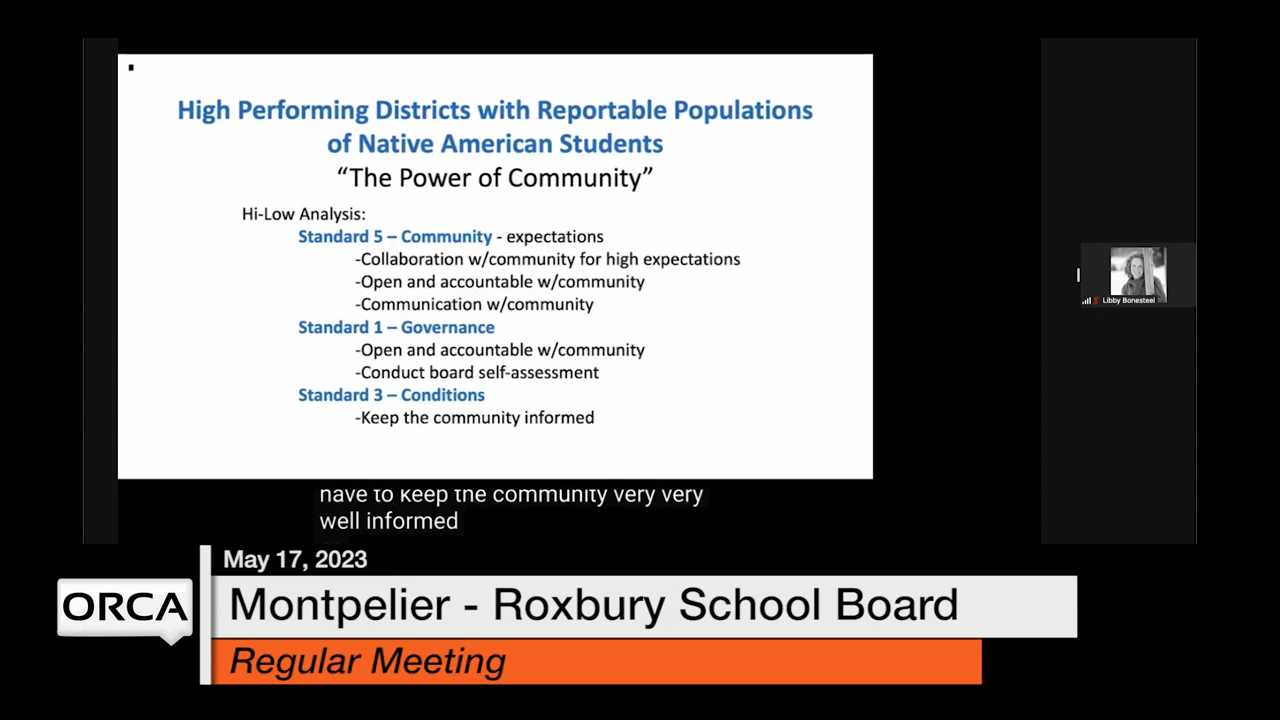 High Performing Districts with Reportable Populations
of Native American Students
“The Power of Community”
Hi-Low Analysis:
Standard 5 – Community - expectations
-Collaboration w/community for high expectations
-Open and accountable w/community
-Communication w/community
Standard 1 – Governance
-Open and accountable w/community
-Conduct board self-assessment
Standard 3 – Conditions
-Keep the community informed
Libby Bonesteel
have to keep the community very very
well informed
May 17, 2023
ORCA
Montpelier - Roxbury School Board
Regular Meeting